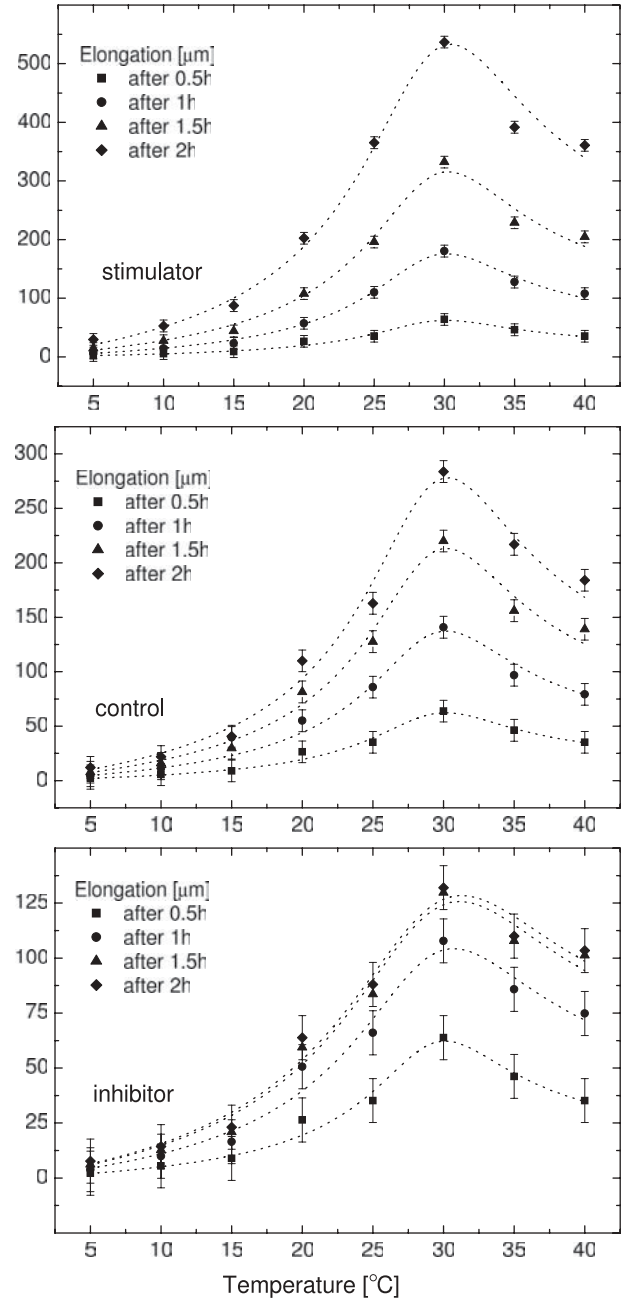 500
400
300
200
100
0
Elongation [µm]
after 0.5h
after 1h
after 1.5h
after 2h
stimulator
5 10 15 20 25 30 35 40
300
250
200
150
100
50
0
Elongation [µm]
after 0.5h
after 1h
after 1.5h
after 2h
control
5 10 15 20 25 30 35 40
125
100
75
50
25
0
Elongation [µm]
after 0.5h
after 1h
after 1.5h
after 2h
inhibitor
5 10 15 20 25 30 35 40
Temperature [°C]